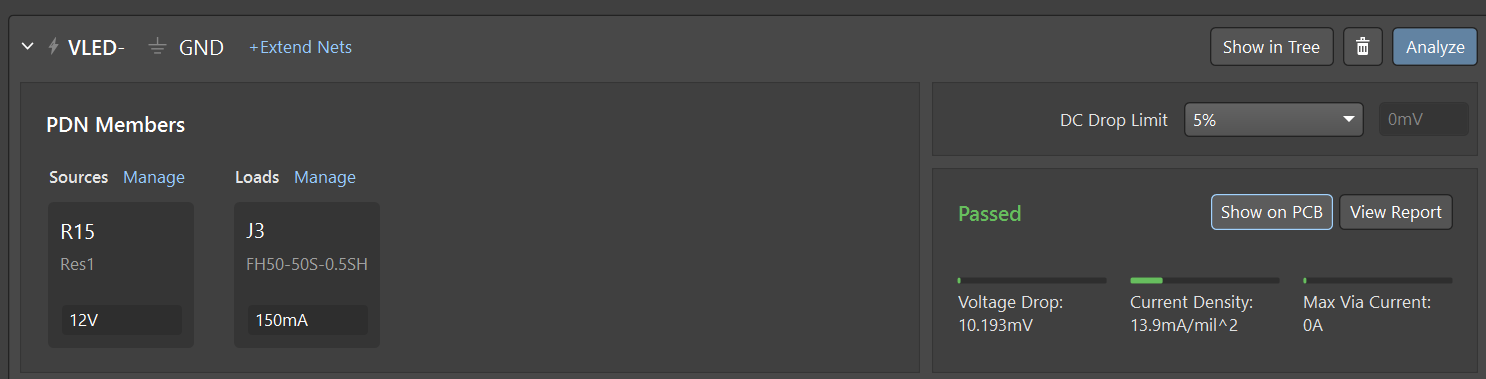 VLED- GND +Extend Nets Show in Tree Analyze
PDN Members
Sources Manage Loads Manage
R15
Res1
12V
J3
FH50-50S-0.5SH
150mA
DC Drop Limit 5% 0mV
Passed Show on PCB View Report
Voltage Drop:
10.193mV
Current Density:
13.9mA/mil^2
Max Via Current:
0A